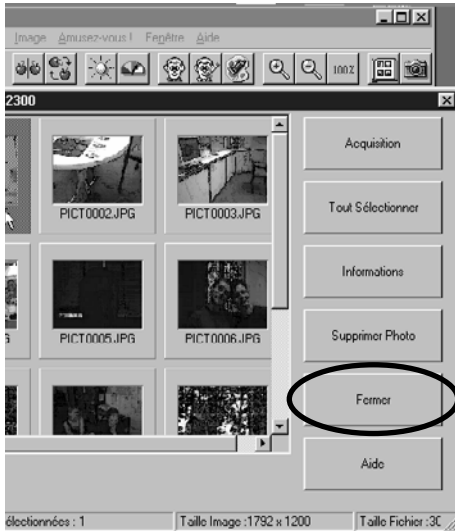 Image Amusez-vous ! Fenêtre Aide
100%
2300
Acquisition
PICT0002.JPG PICT0003.JPG
Tout Sélectionner
Informations
PICT0005.JPG PICT0006.JPG
Supprimer Photo
Fermer
Aide
électionnées : 1 Taille Image :1792 x 1200 Taille Fichier :3